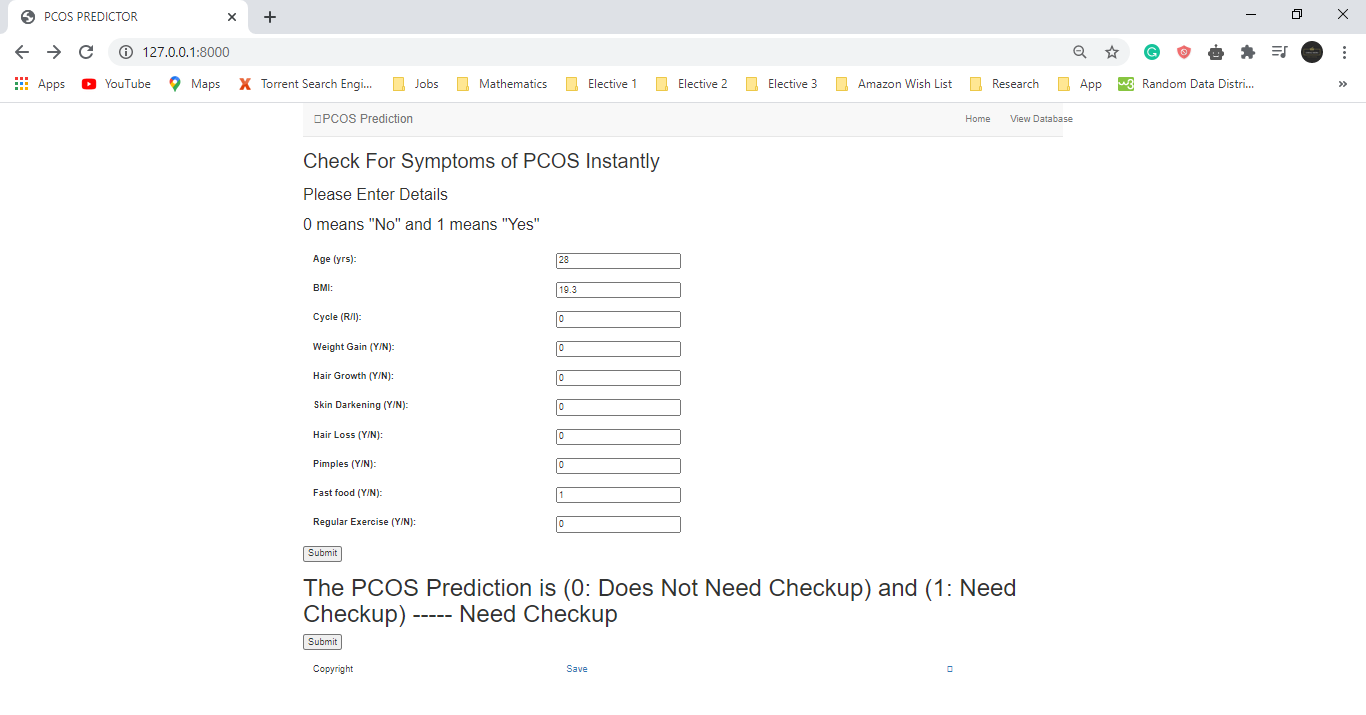 PCOS PREDICTOR
127.0.0.1:8000
Apps YouTube Maps Torrent Search Engi... Jobs Mathematics Elective 1 Elective 2 Elective 3 Amazon Wish List Research App Random Data Distri... »
PCOS Prediction Home View Database
Check For Symptoms of PCOS Instantly
Please Enter Details
0 means "No" and 1 means "Yes"
Age (yrs): 28
BMI: 19.3
Cycle (R/I): 0
Weight Gain (Y/N): 0
Hair Growth (Y/N): 0
Skin Darkening (Y/N): 0
Hair Loss (Y/N): 0
Pimples (Y/N): 0
Fast food (Y/N): 1
Regular Exercise (Y/N): 0
Submit
The PCOS Prediction is (0: Does Not Need Checkup) and (1: Need
Checkup) ----- Need Checkup
Submit
Copyright Save